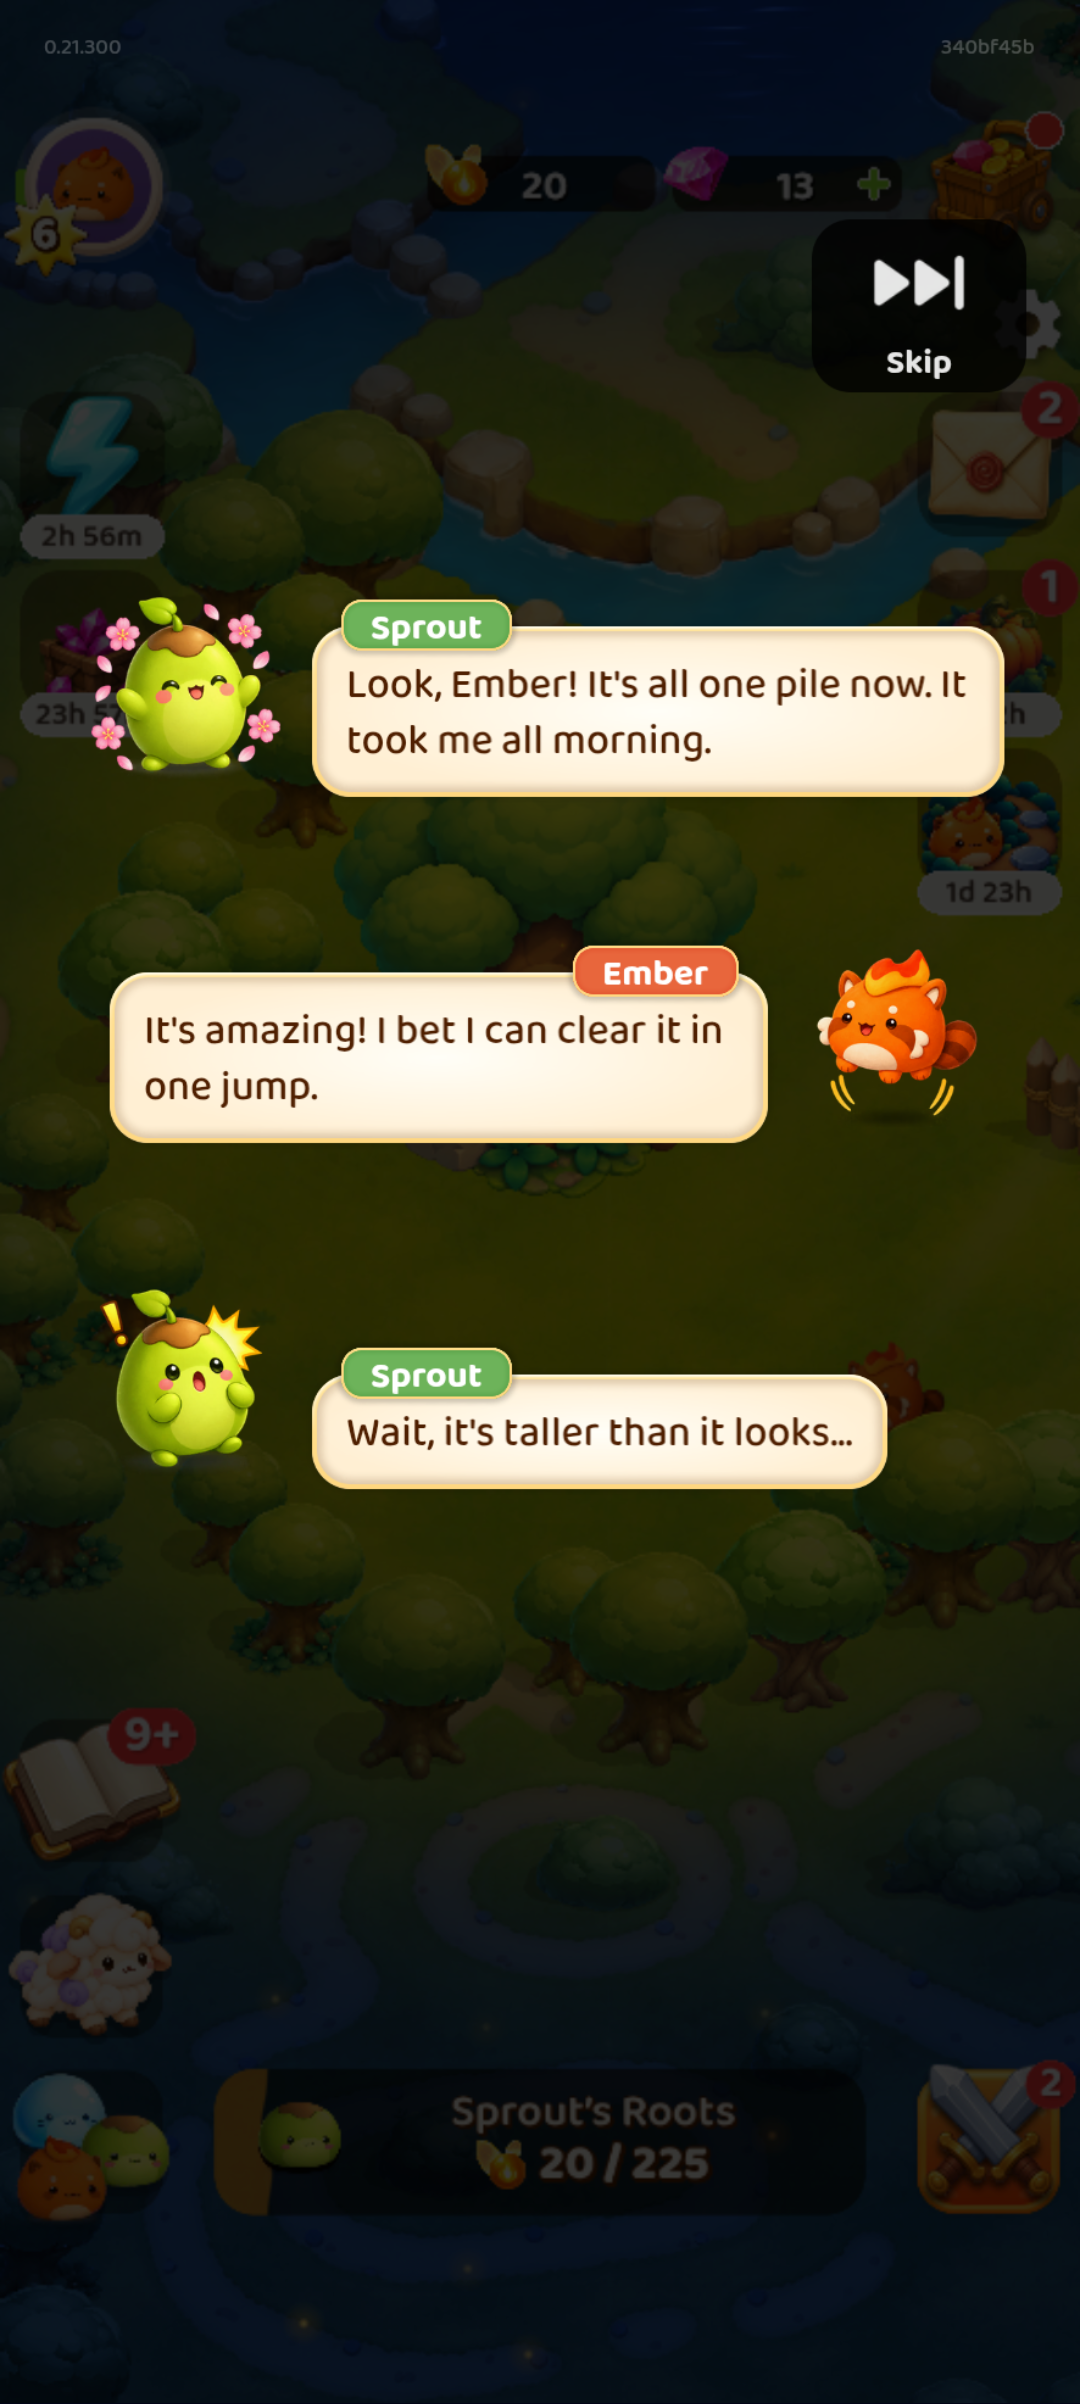 0.21.300
340bf45b
20
13
6
Skip
2
2h 56m
1
Sprout
Look, Ember! It's all one pile now. It
took me all morning.
23h 57
h
1d 23h
Ember
It's amazing! I bet I can clear it in
one jump.
!
Sprout
Wait, it's taller than it looks...
9+
Sprout's Roots
20 / 225
2